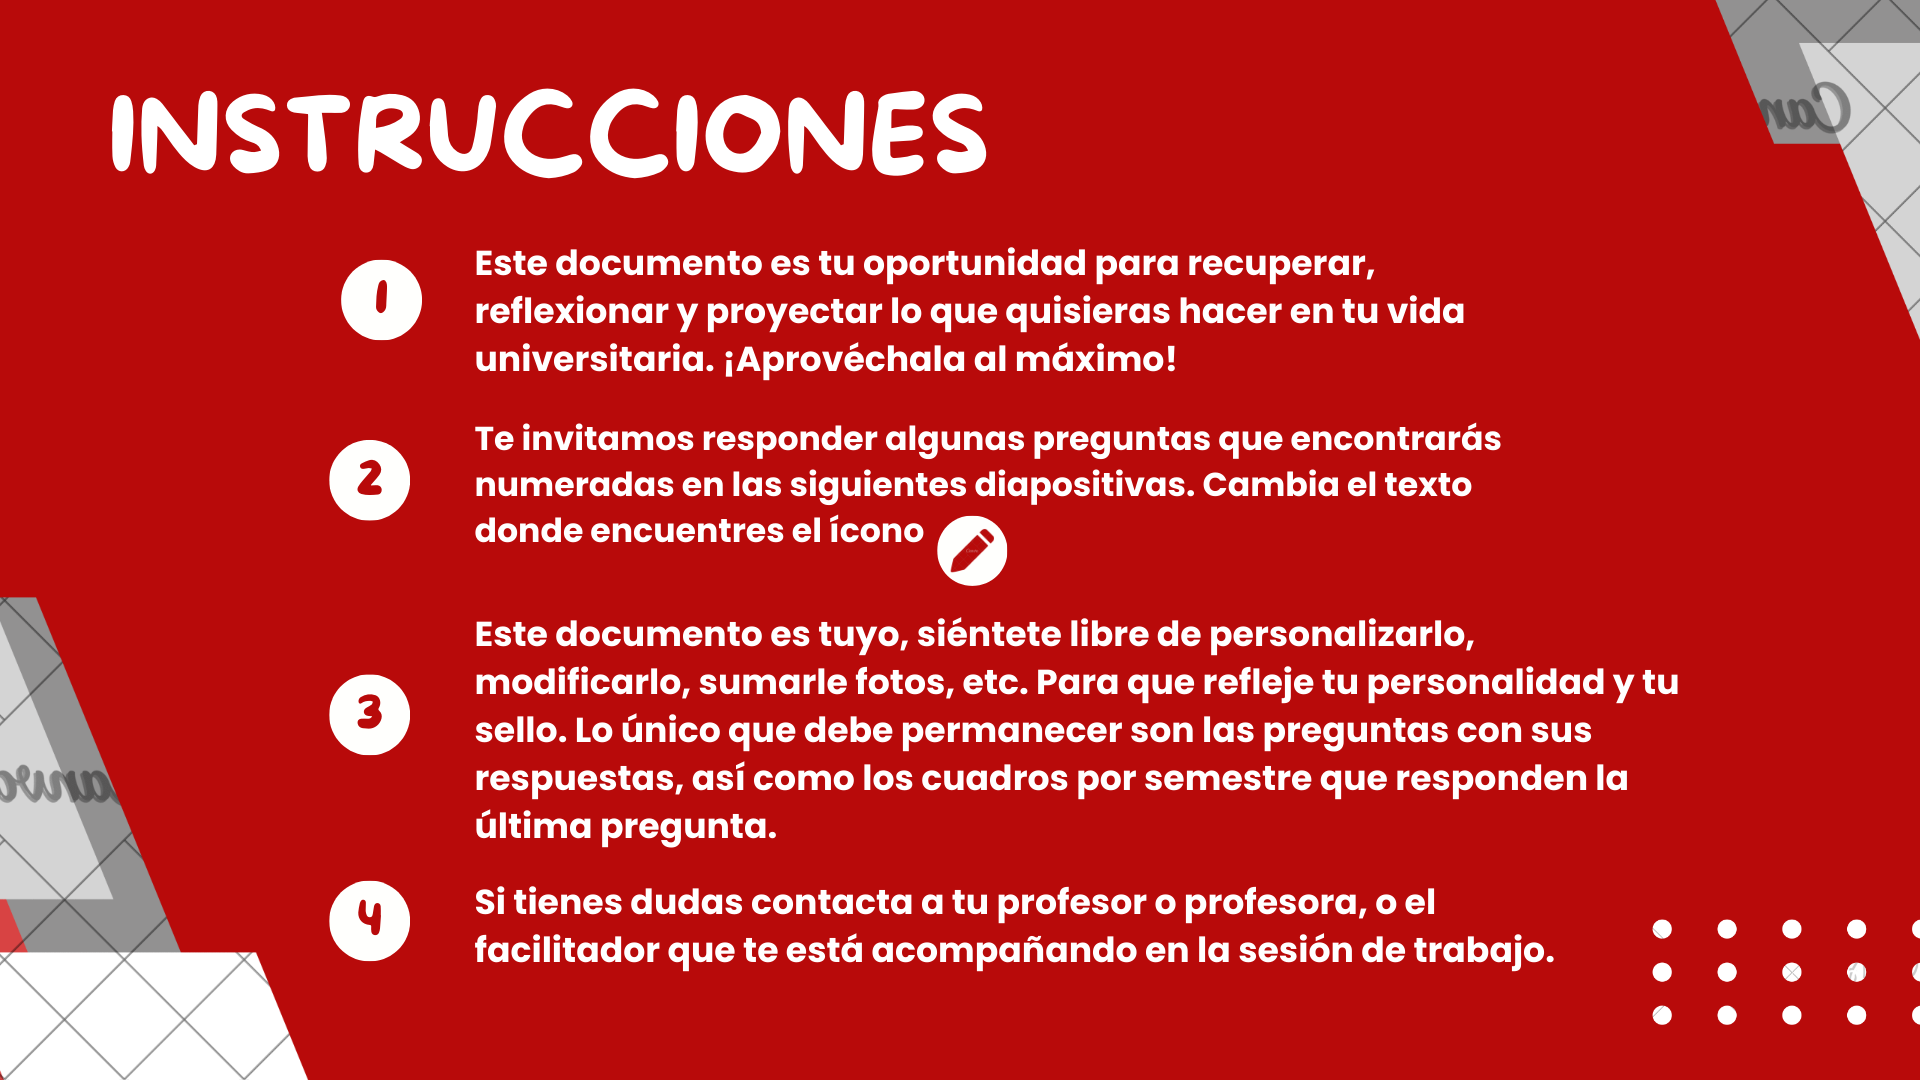 INSTRUCCIONES
1
Este documento es tu oportunidad para recuperar,
reflexionar y proyectar lo que quisieras hacer en tu vida
universitaria. ¡Aprovéchala al máximo!
2
Te invitamos responder algunas preguntas que encontrarás
numeradas en las siguientes diapositivas. Cambia el texto
donde encuentres el ícono
3
Este documento es tuyo, siéntete libre de personalizarlo,
modificarlo, sumarle fotos, etc. Para que refleje tu personalidad y tu
sello. Lo único que debe permanecer son las preguntas con sus
respuestas, así como los cuadros por semestre que responden la
última pregunta.
4
Si tienes dudas contacta a tu profesor o profesora, o el
facilitador que te está acompañando en la sesión de trabajo.